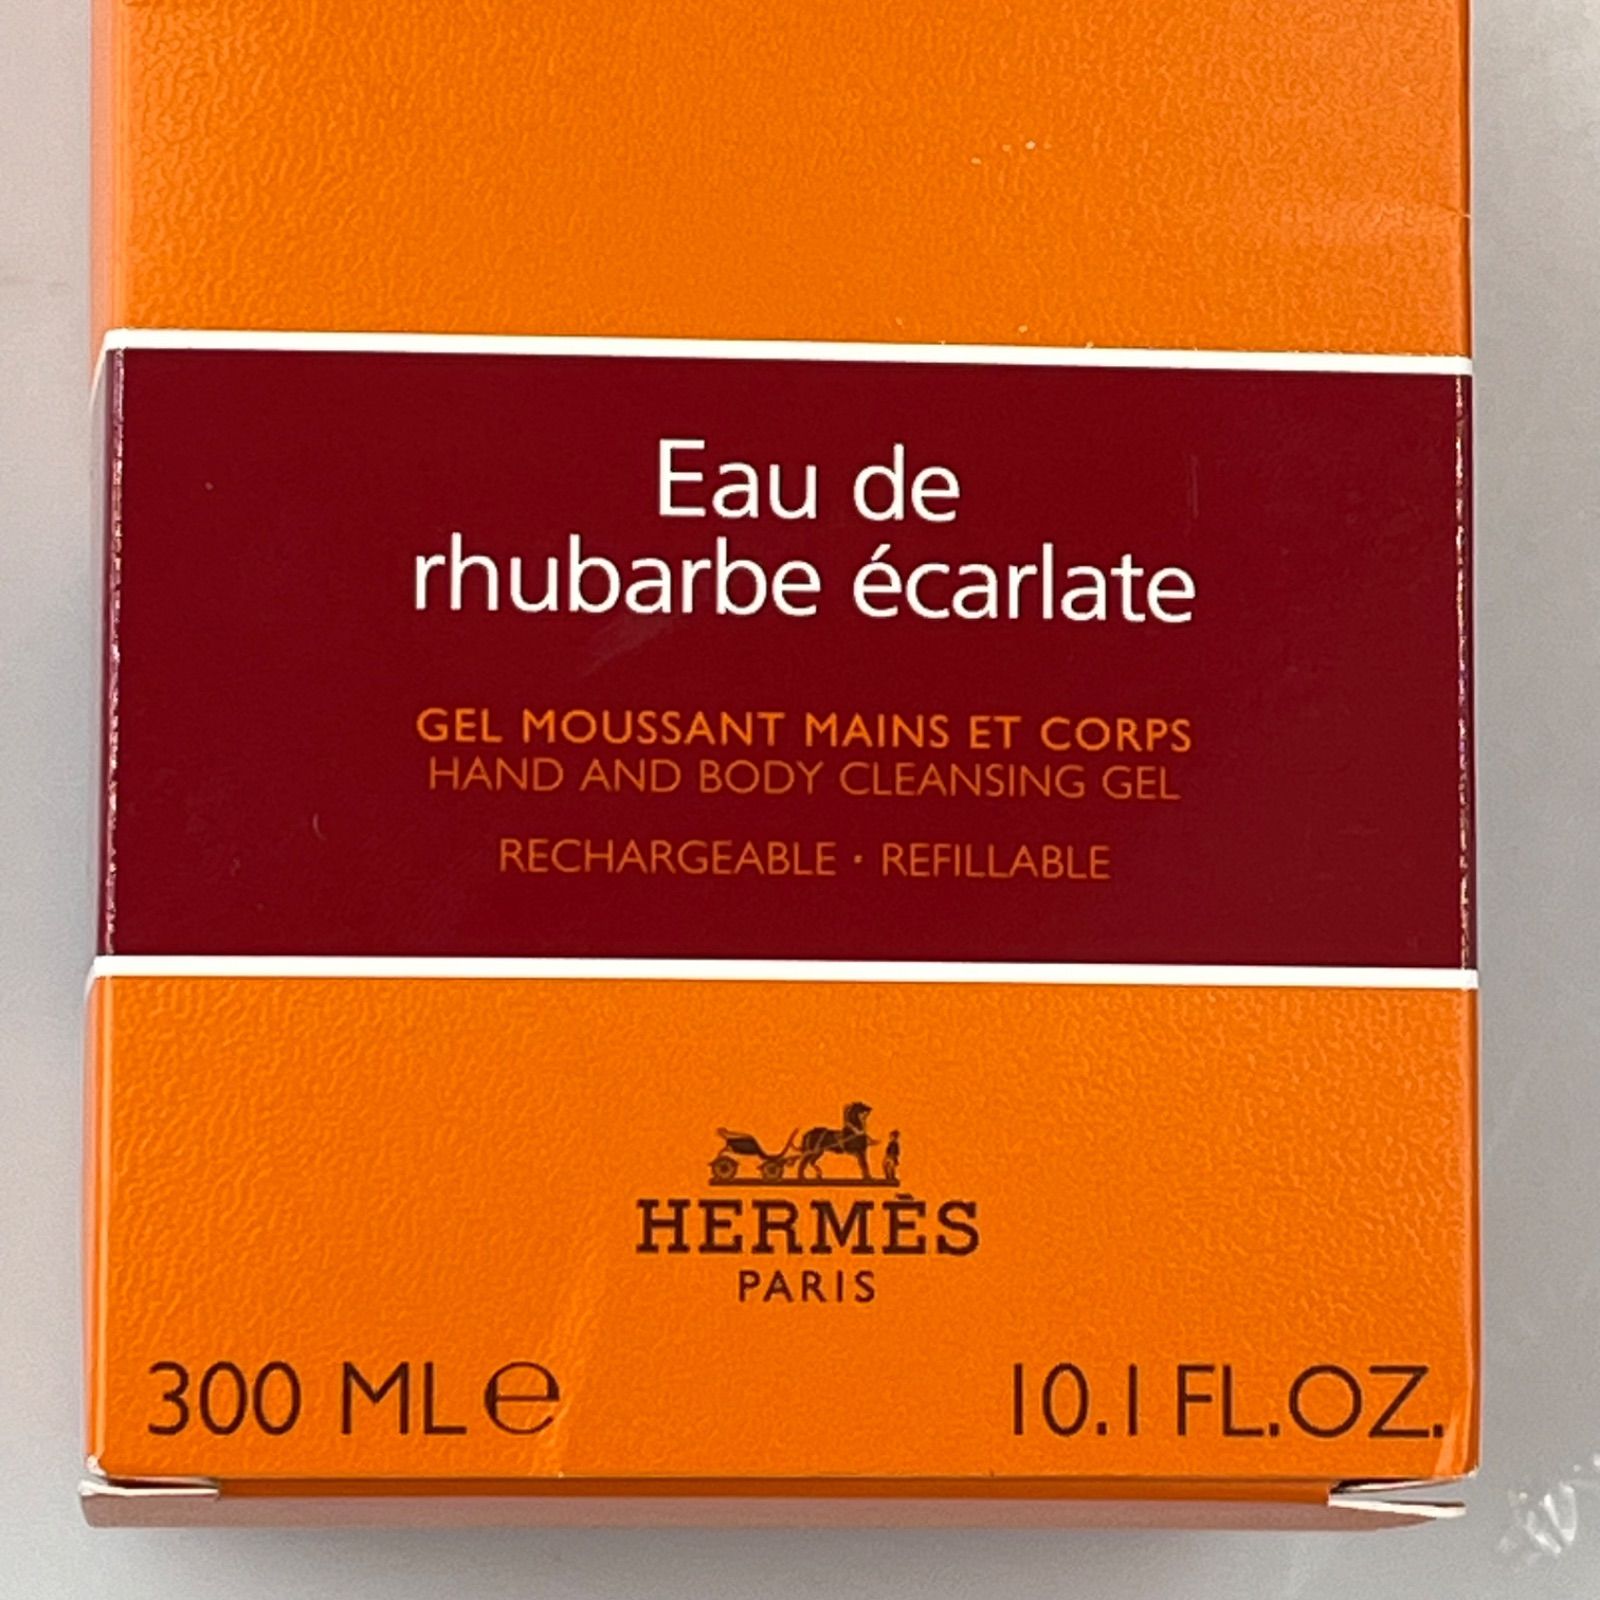 Eau de
rhubarbe écarlate
GEL MOUSSANT MAINS ET CORPS
HAND AND BODY CLEANSING GEL
RECHARGEABLE · REFILLABLE
HERMÈS
PARIS
300 ML ℮ 10.1 FL.OZ.